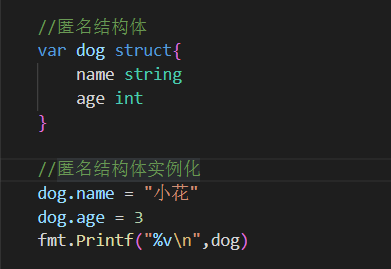 //匿名结构体
var dog struct{
    name string
    age int
}
//匿名结构体实例化
dog.name = "小花"
dog.age = 3
fmt.Printf("%v\n",dog)